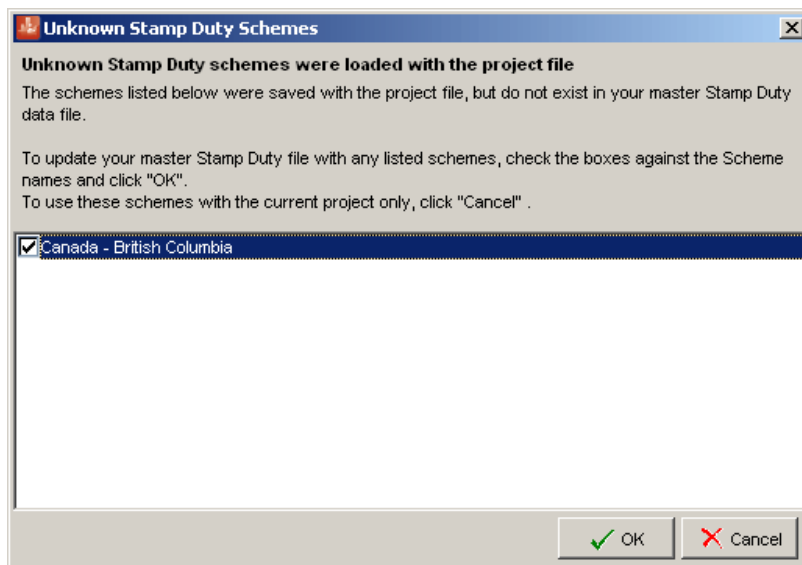 Unknown Stamp Duty Schemes
Unknown Stamp Duty schemes were loaded with the project file
The schemes listed below were saved with the project file, but do not exist in your master Stamp Duty
data file.
To update your master Stamp Duty file with any listed schemes, check the boxes against the Scheme
names and click "OK".
To use these schemes with the current project only, click "Cancel" .
Canada - British Columbia
OK
Cancel